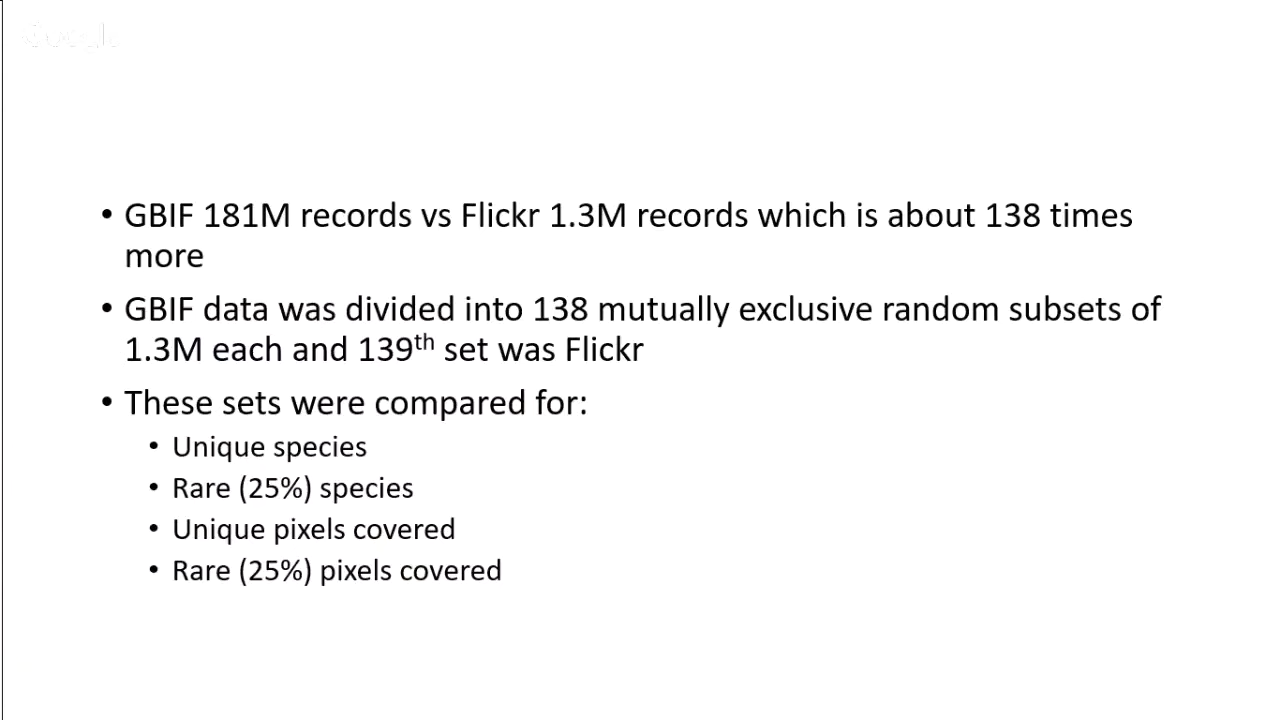 • GBIF 181M records vs Flickr 1.3M records which is about 138 times
more
• GBIF data was divided into 138 mutually exclusive random subsets of
1.3M each and 139th set was Flickr
• These sets were compared for:
• Unique species
• Rare (25%) species
• Unique pixels covered
• Rare (25%) pixels covered